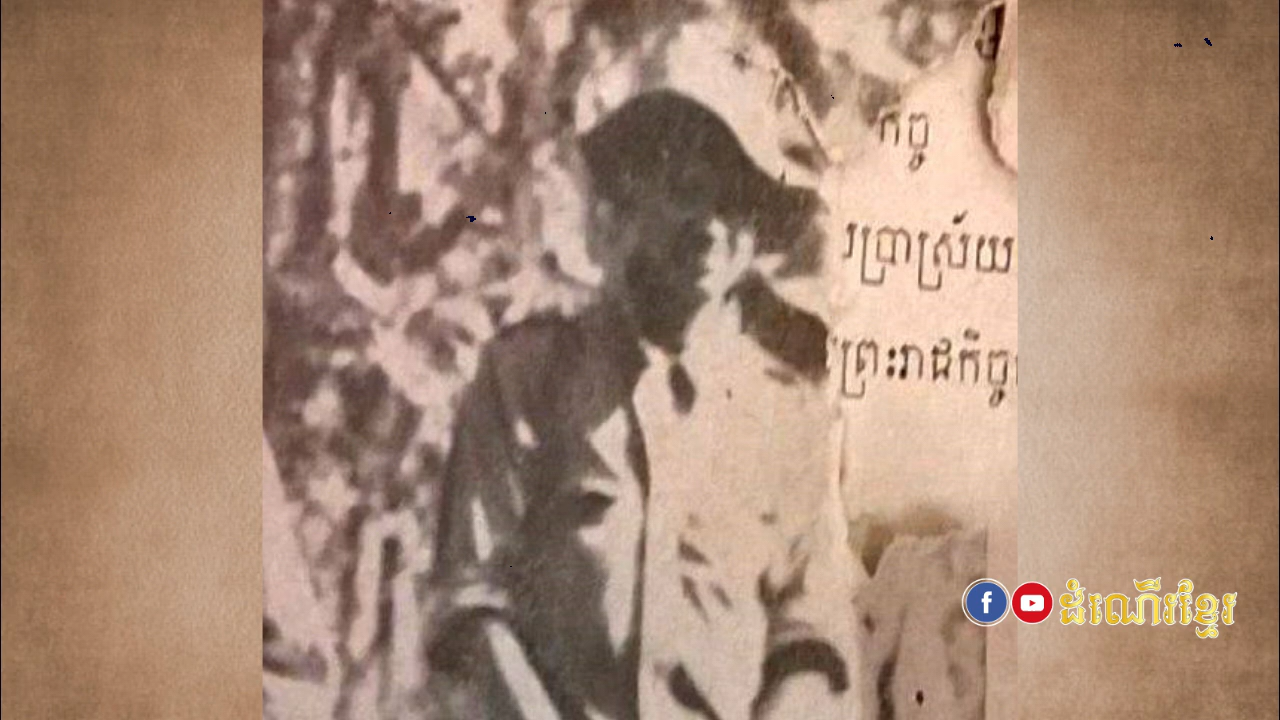 កិច្ច
រប្រាស្រ័យ
ព្រះរាជកិច្ច
ដំណើរខ្មែរ